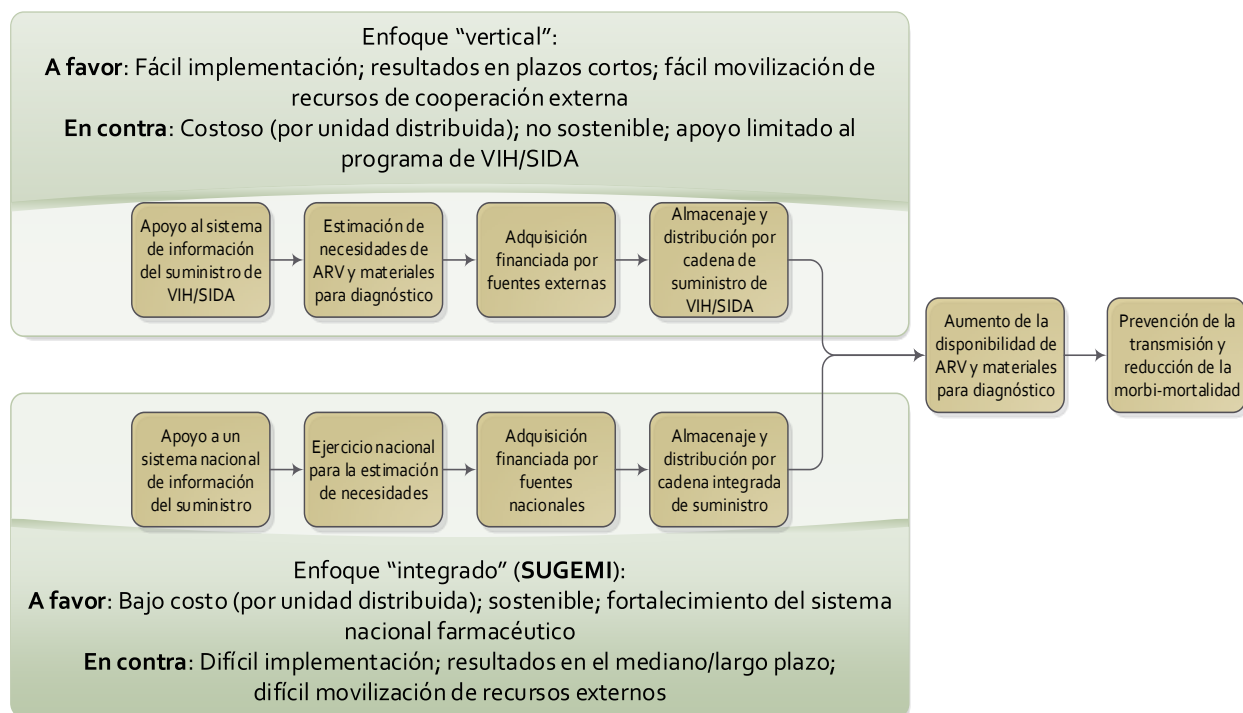 Enfoque “vertical”:
A favor: Fácil implementación; resultados en plazos cortos; fácil movilización de
recursos de cooperación externa
En contra: Costoso (por unidad distribuida); no sostenible; apoyo limitado al
programa de VIH/SIDA
Apoyo al sistema
de información
del suministro de
VIH/SIDA
Estimación de
necesidades de
ARV y materiales
para diagnóstico
Adquisición
financiada por
fuentes externas
Almacenaje y
distribución por
cadena de
suministro de
VIH/SIDA
Aumento de la
disponibilidad de
ARV y materiales
para diagnóstico
Prevención de la
transmisión y
reducción de la
morbi-mortalidad
Apoyo a un
sistema nacional
de información
del suministro
Ejercicio nacional
para la estimación
de necesidades
Adquisición
financiada por
fuentes
nacionales
Almacenaje y
distribución por
cadena integrada
de suministro
Enfoque “integrado” (SUGEMI):
A favor: Bajo costo (por unidad distribuida); sostenible; fortalecimiento del sistema
nacional farmacéutico
En contra: Difícil implementación; resultados en el mediano/largo plazo;
difícil movilización de recursos externos